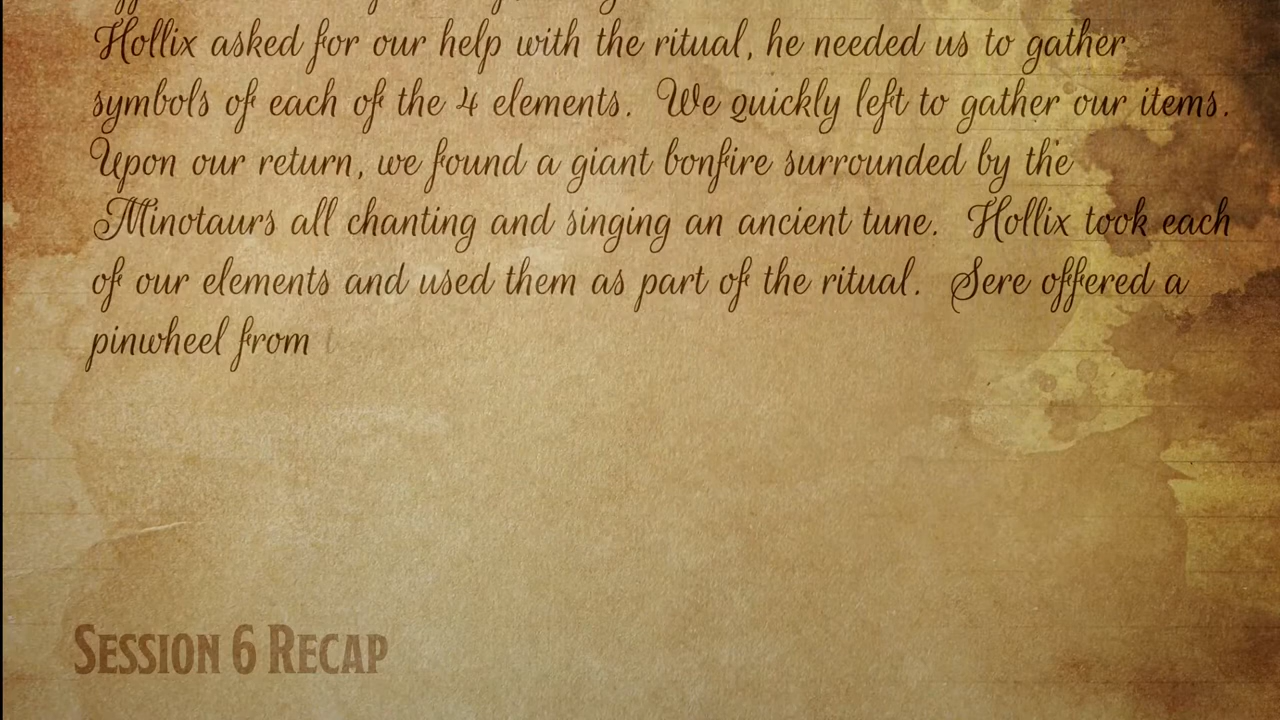 Hollix asked for our help with the ritual, he needed us to gather
symbols of each of the 4 elements. We quickly left to gather our items.
Upon our return, we found a giant bonfire surrounded by the
Minotaurs all chanting and singing an ancient tune. Hollix took each
of our elements and used them as part of the ritual. Sere offered a
pinwheel from
Session 6 Recap